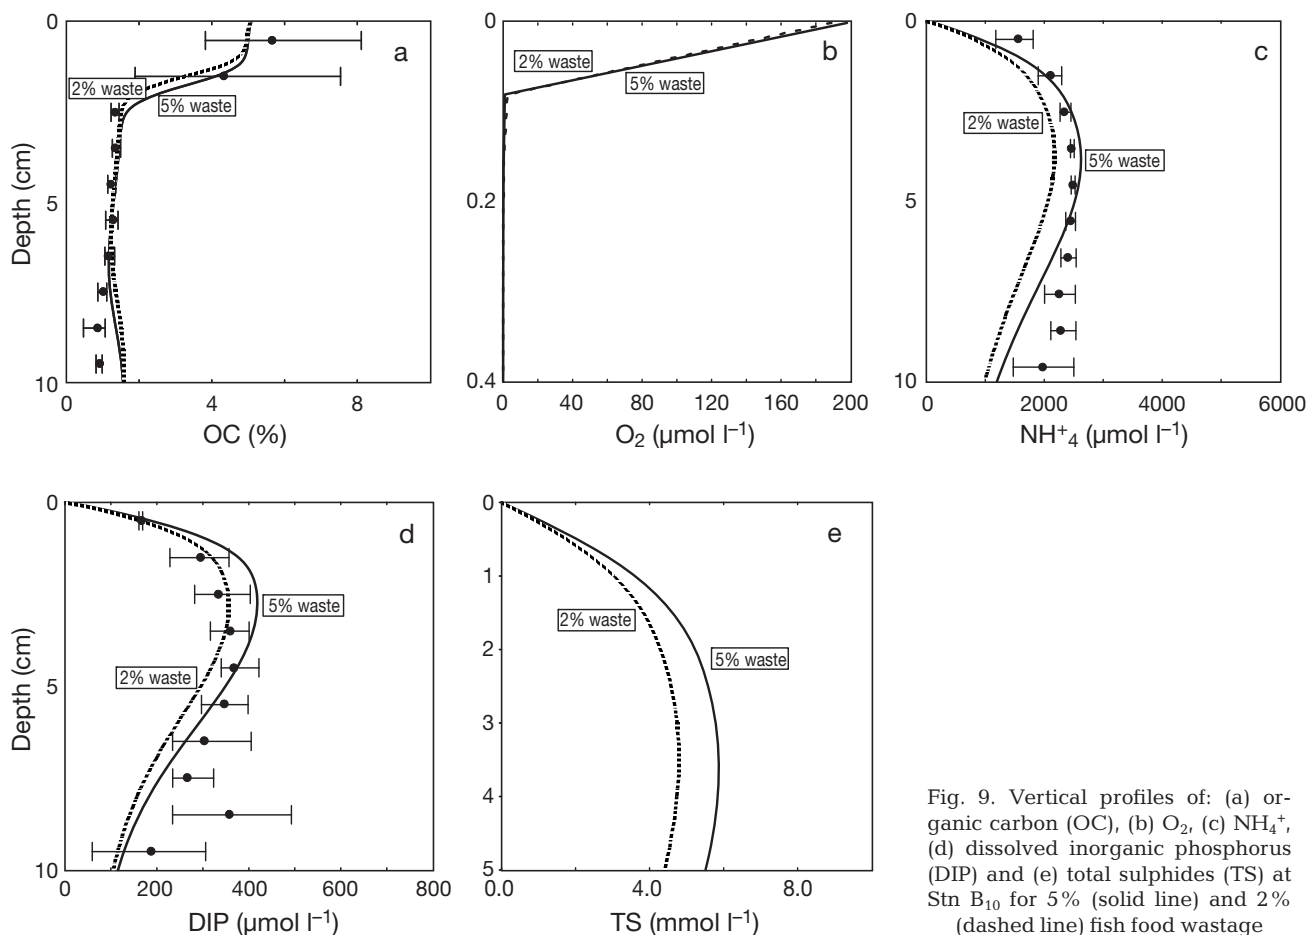 0
5
10
Depth (cm)
a
2% waste
5% waste
0 4 8
OC (%)
0
0.2
0.4
b
2% waste
5% waste
0 40 80 120 160 200
O₂ (µmol l⁻¹)
0
5
10
c
2% waste
5% waste
0 2000 4000 6000
NH⁺₄ (µmol l⁻¹)
0
5
10
Depth (cm)
d
5% waste
2% waste
0 200 400 600 800
DIP (µmol l⁻¹)
0
1
2
3
4
5
e
2% waste
5% waste
0.0 4.0 8.0
TS (mmol l⁻¹)
Fig. 9. Vertical profiles of: (a) or-
ganic carbon (OC), (b) O₂, (c) NH₄⁺,
(d) dissolved inorganic phosphorus
(DIP) and (e) total sulphides (TS) at
Stn B₁₀ for 5% (solid line) and 2%
(dashed line) fish food wastage